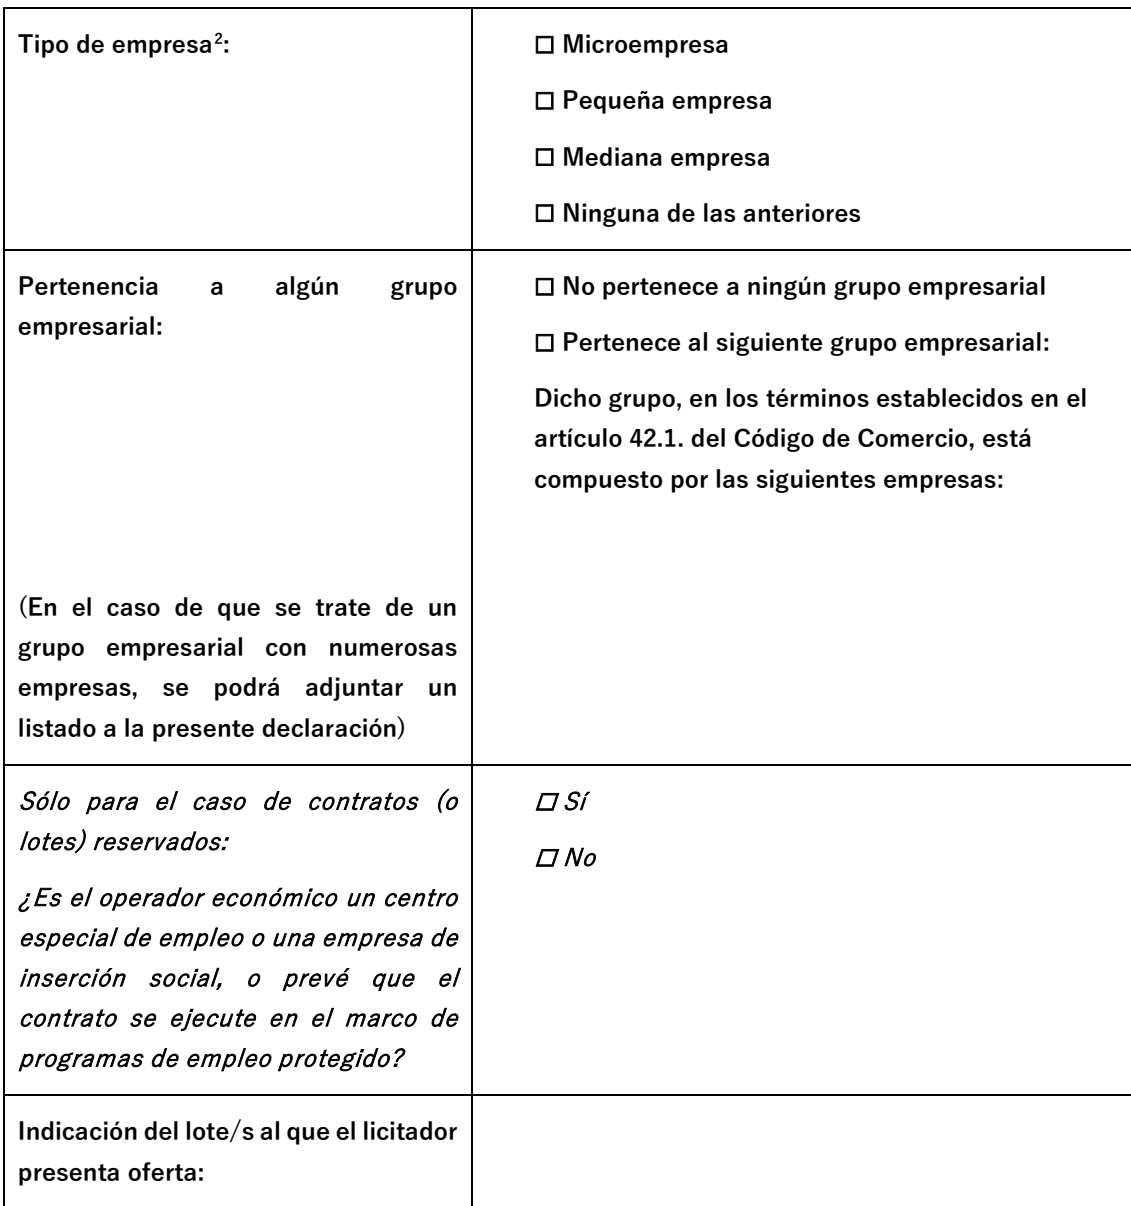 Tipo de empresa²:
☐ Microempresa
☐ Pequeña empresa
☐ Mediana empresa
☐ Ninguna de las anteriores
Pertenencia a algún grupo
empresarial:
(En el caso de que se trate de un
grupo empresarial con numerosas
empresas, se podrá adjuntar un
listado a la presente declaración)
☐ No pertenece a ningún grupo empresarial
☐ Pertenece al siguiente grupo empresarial:
Dicho grupo, en los términos establecidos en el
artículo 42.1. del Código de Comercio, está
compuesto por las siguientes empresas:
Sólo para el caso de contratos (o
lotes) reservados:
¿Es el operador económico un centro
especial de empleo o una empresa de
inserción social, o prevé que el
contrato se ejecute en el marco de
programas de empleo protegido?
☐ Sí
☐ No
Indicación del lote/s al que el licitador
presenta oferta: